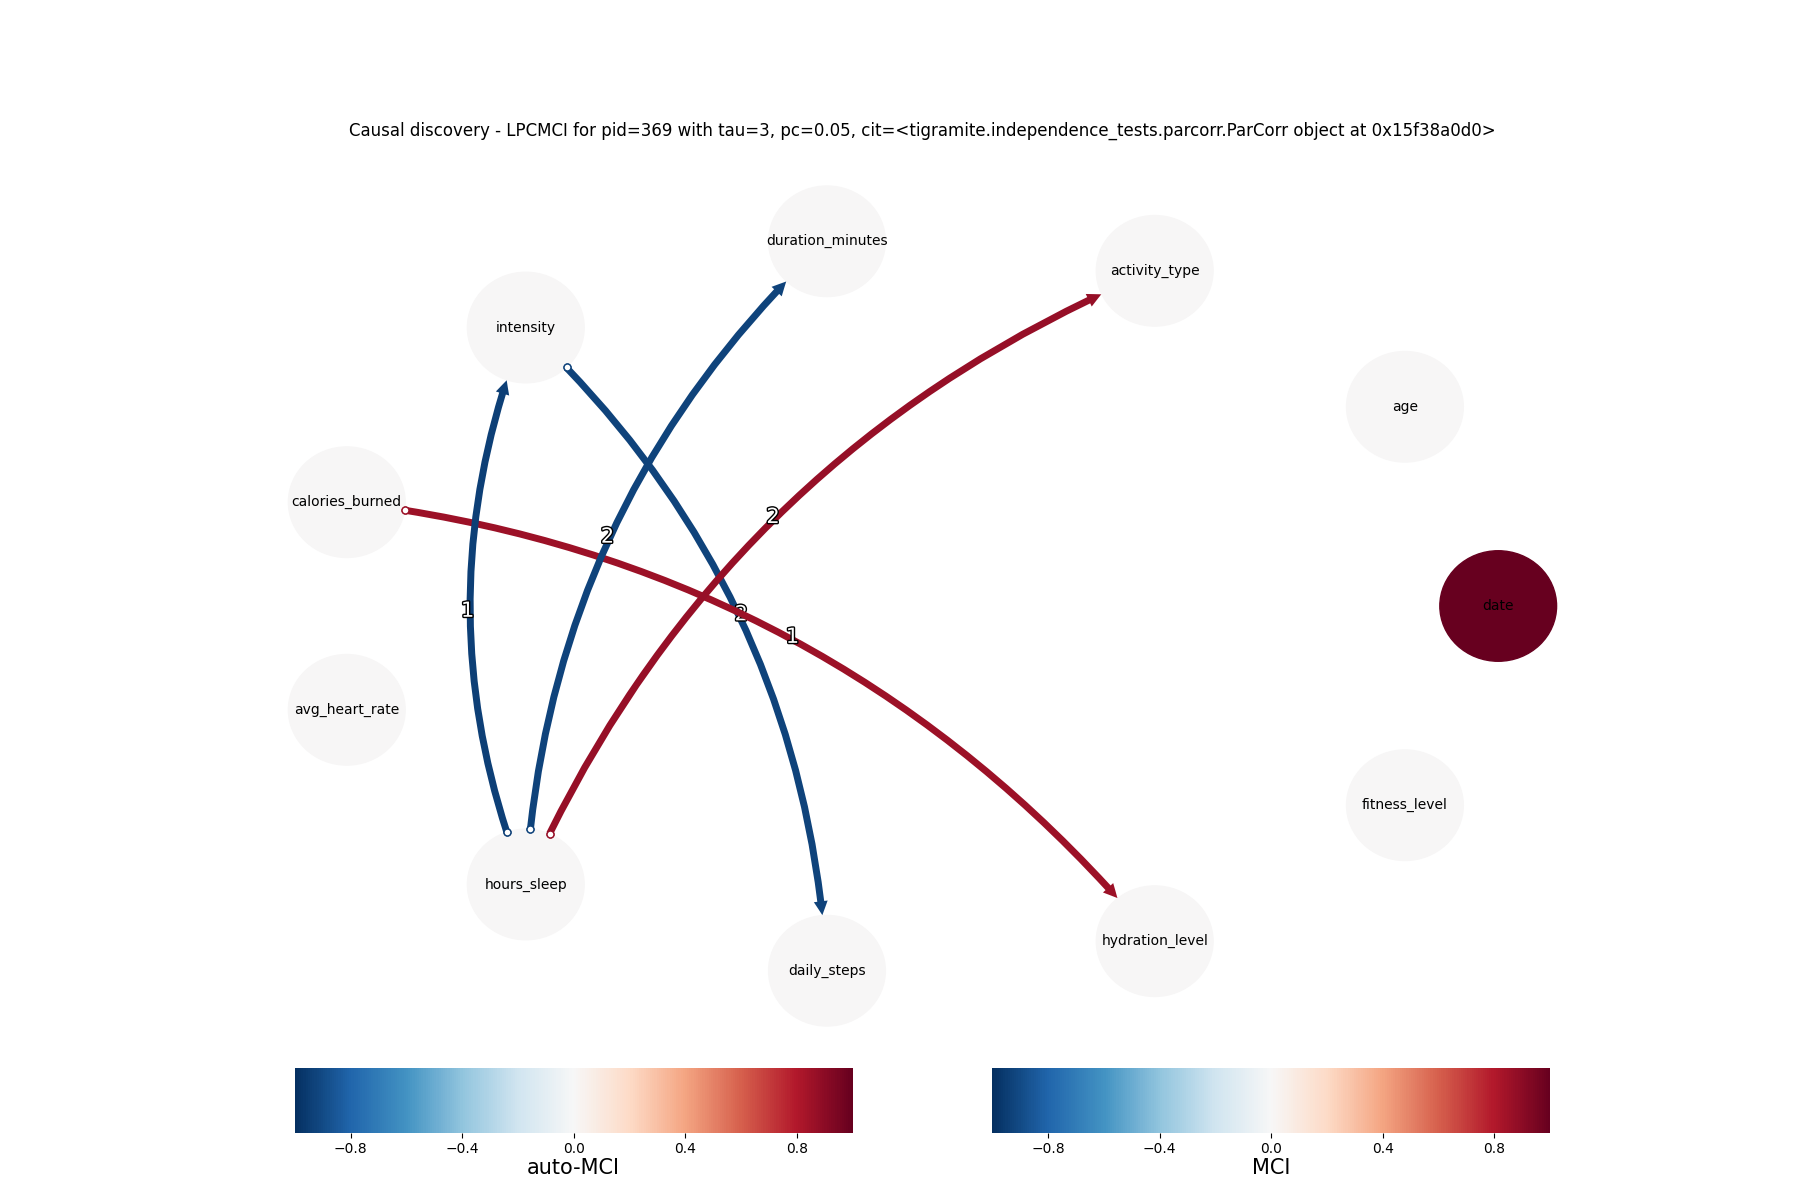 Causal discovery - LPCMCI for pid=369 with tau=3, pc=0.05, cit=<tigramite.independence_tests.parcorr.ParCorr object at 0x15f38a0d0>
duration_minutes
activity_type
intensity
age
calories_burned
2
2
date
1
2
1
avg_heart_rate
fitness_level
hours_sleep
hydration_level
daily_steps
−0.8 −0.4 0.0 0.4 0.8
auto-MCI
−0.8 −0.4 0.0 0.4 0.8
MCI